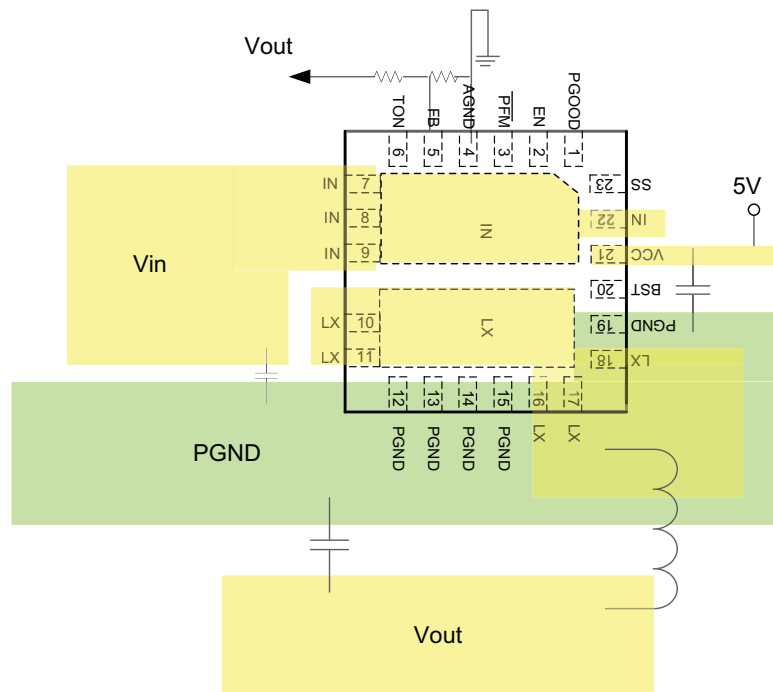 Vout
TON
FB
AGND
PFM
EN
PGOOD
6
5
4
3
2
1
IN 7
IN 8
IN 9
LX 10
LX 11
IN
LX
23 SS
22 IN
21 VCC
20 BST
19 PGND
18 LX
5V
Vin
12
13
14
15
16
17
PGND
PGND
PGND
PGND
LX
LX
PGND
Vout